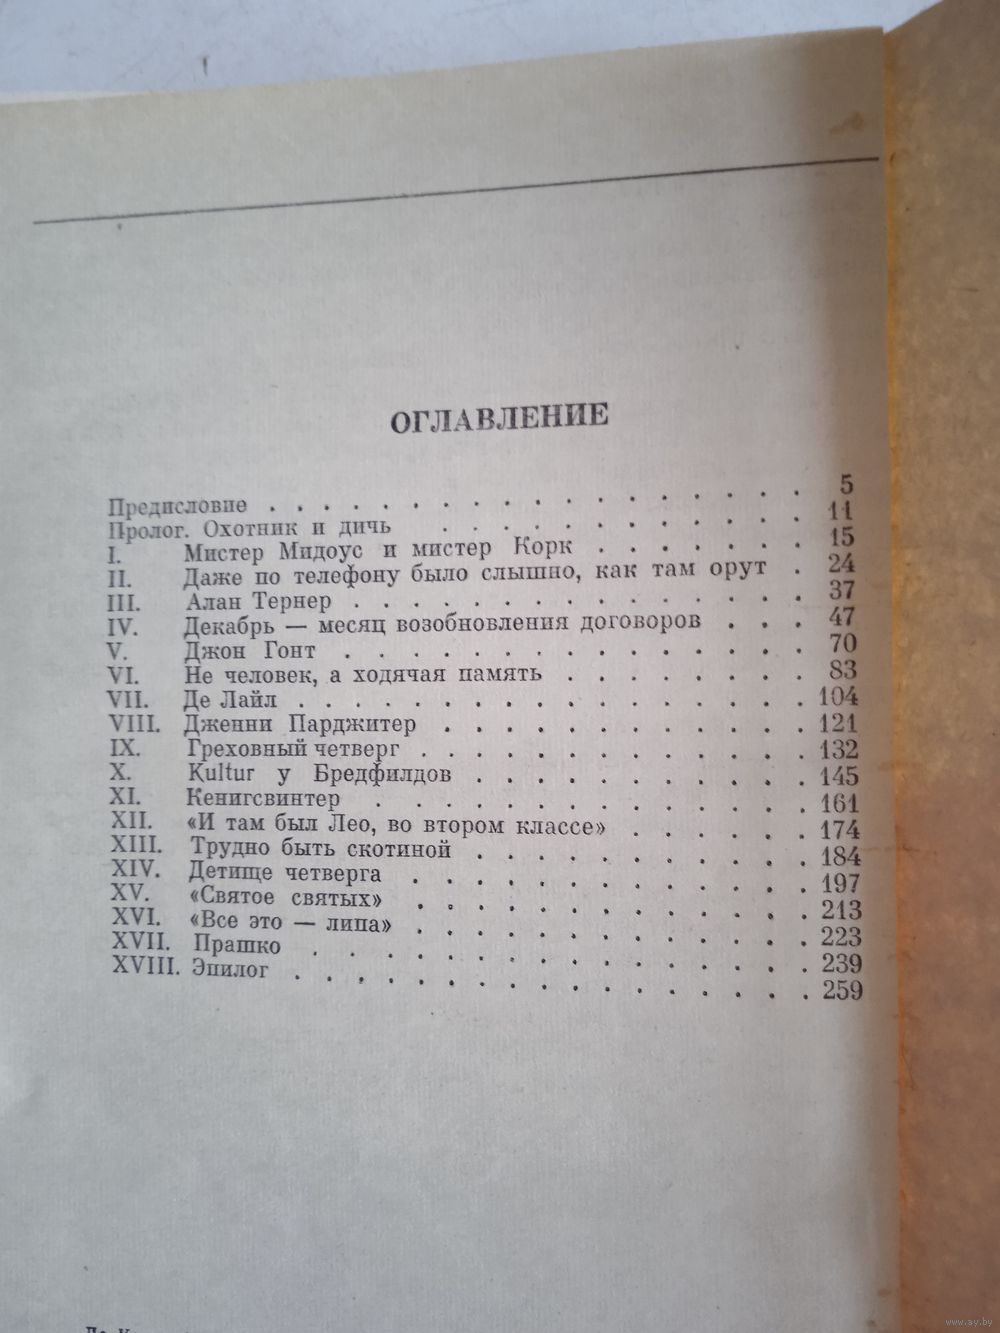 ОГЛАВЛЕНИЕ
Предисловие . . . . . . . . . . . . . . . . . 5
Пролог. Охотник и дичь . . . . . . . . . . . 11
I. Мистер Мидоус и мистер Корк . . . . . . . 15
II. Даже по телефону было слышно, как там орут . 24
III. Алан Тернер . . . . . . . . . . . . . . . 37
IV. Декабрь — месяц возобновления договоров . . . 47
V. Джон Гонт . . . . . . . . . . . . . . . 70
VI. Не человек, а ходячая память . . . . . . . . 83
VII. Де Лайл . . . . . . . . . . . . . . . . . 104
VIII. Дженни Парджитер . . . . . . . . . . . . 121
IX. Греховный четверг . . . . . . . . . . . . . 132
X. Kultur у Бредфилдов . . . . . . . . . . . 145
XI. Кенигсвинтер . . . . . . . . . . . . . . 161
XII. «И там был Лео, во втором классе» . . . . . . 174
XIII. Трудно быть скотиной . . . . . . . . . . . 184
XIV. Детище четверга . . . . . . . . . . . . . 197
XV. «Святое святых» . . . . . . . . . . . . . 213
XVI. «Все это — липа» . . . . . . . . . . . . . 223
XVII. Прашко . . . . . . . . . . . . . . . . 239
XVIII. Эпилог . . . . . . . . . . . . . . . . . 259
www.ay.by